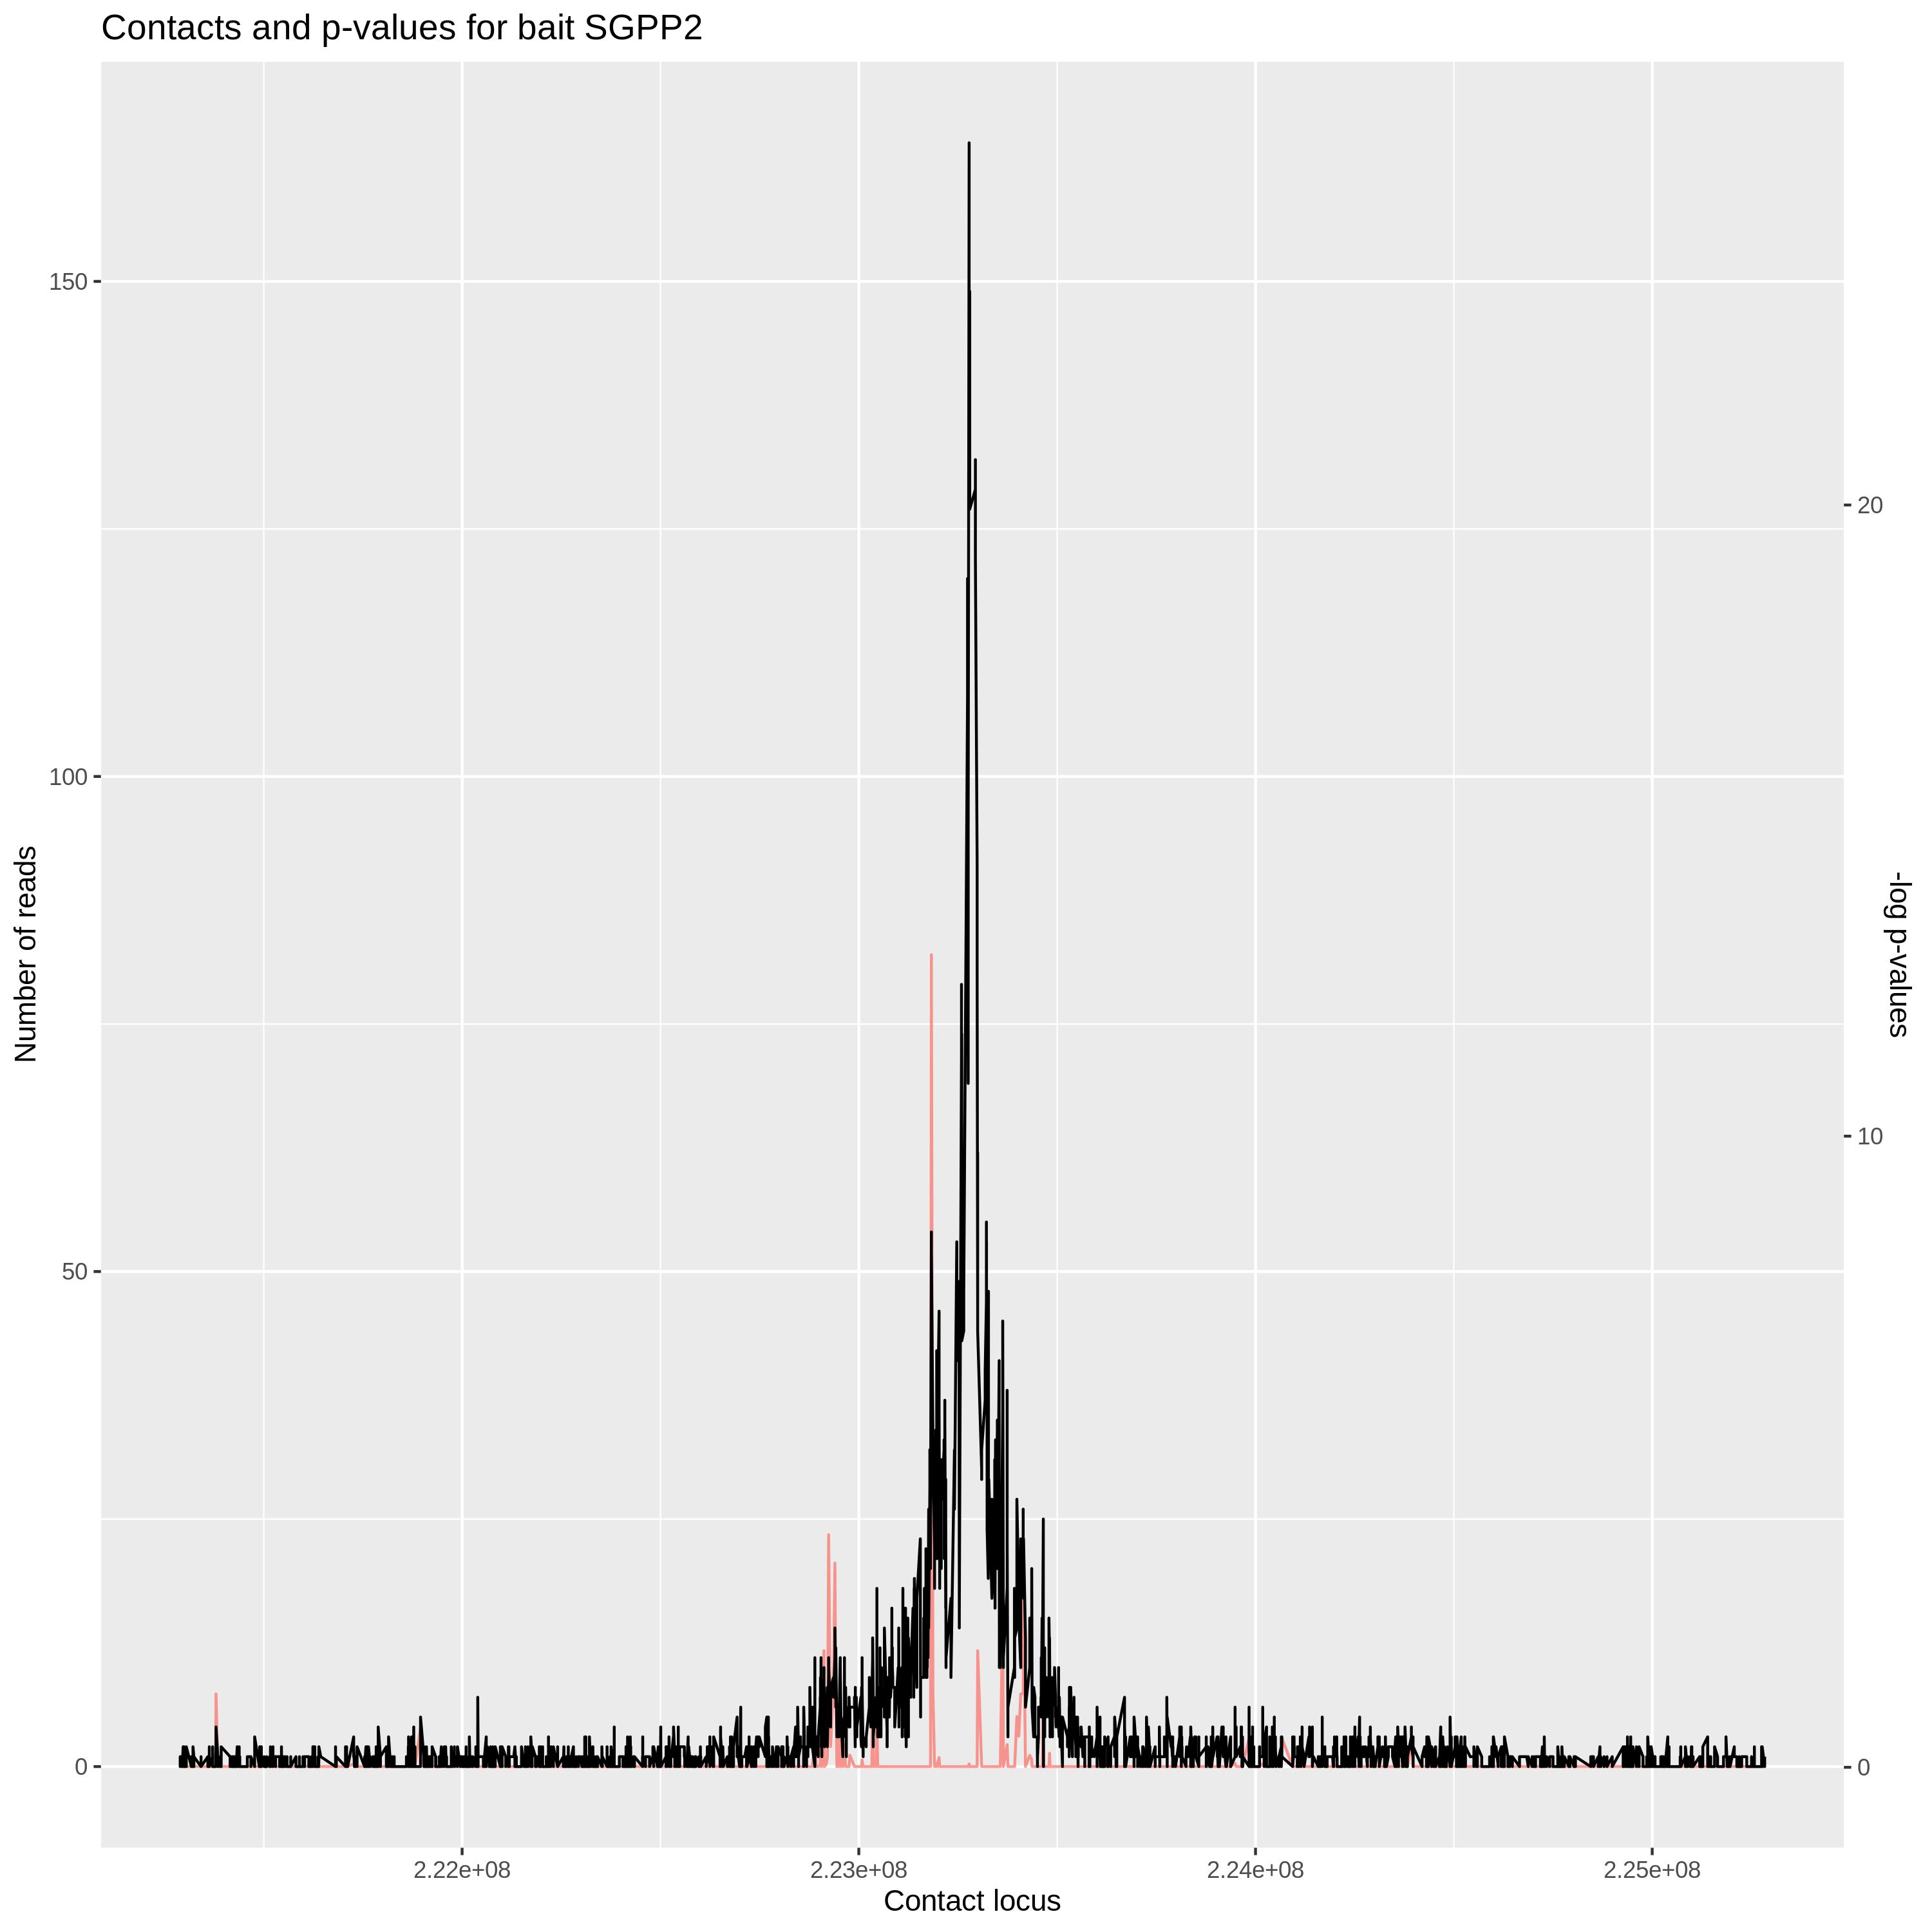 Contacts and p-values for bait SGPP2
150
100
50
0
Number of reads
20
10
0
-log p-values
2.22e+08
2.23e+08
2.24e+08
2.25e+08
Contact locus